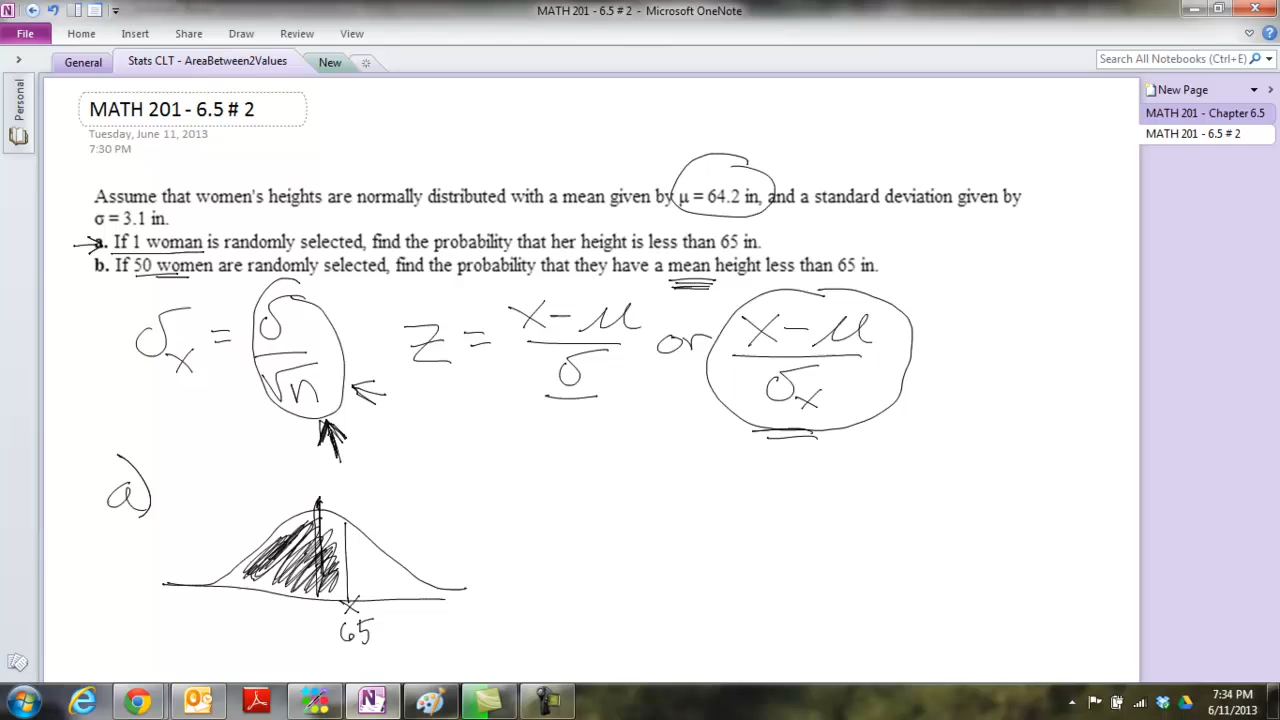 MATH 201 - 6.5 # 2 - Microsoft OneNote
File Home Insert Share Draw Review View
General Stats CLT - AreaBetween2Values New
Search All Notebooks (Ctrl+E)
Personal
New Page
MATH 201 - Chapter 6.5
MATH 201 - 6.5 # 2
MATH 201 - 6.5 # 2
Tuesday, June 11, 2013
7:30 PM
Assume that women's heights are normally distributed with a mean given by μ = 64.2 in, and a standard deviation given by
σ = 3.1 in.
a. If 1 woman is randomly selected, find the probability that her height is less than 65 in.
b. If 50 women are randomly selected, find the probability that they have a mean height less than 65 in.
σx = σ/√n z = x-μ/σ or x-μ/σx
a)
x
65
7:34 PM
6/11/2013